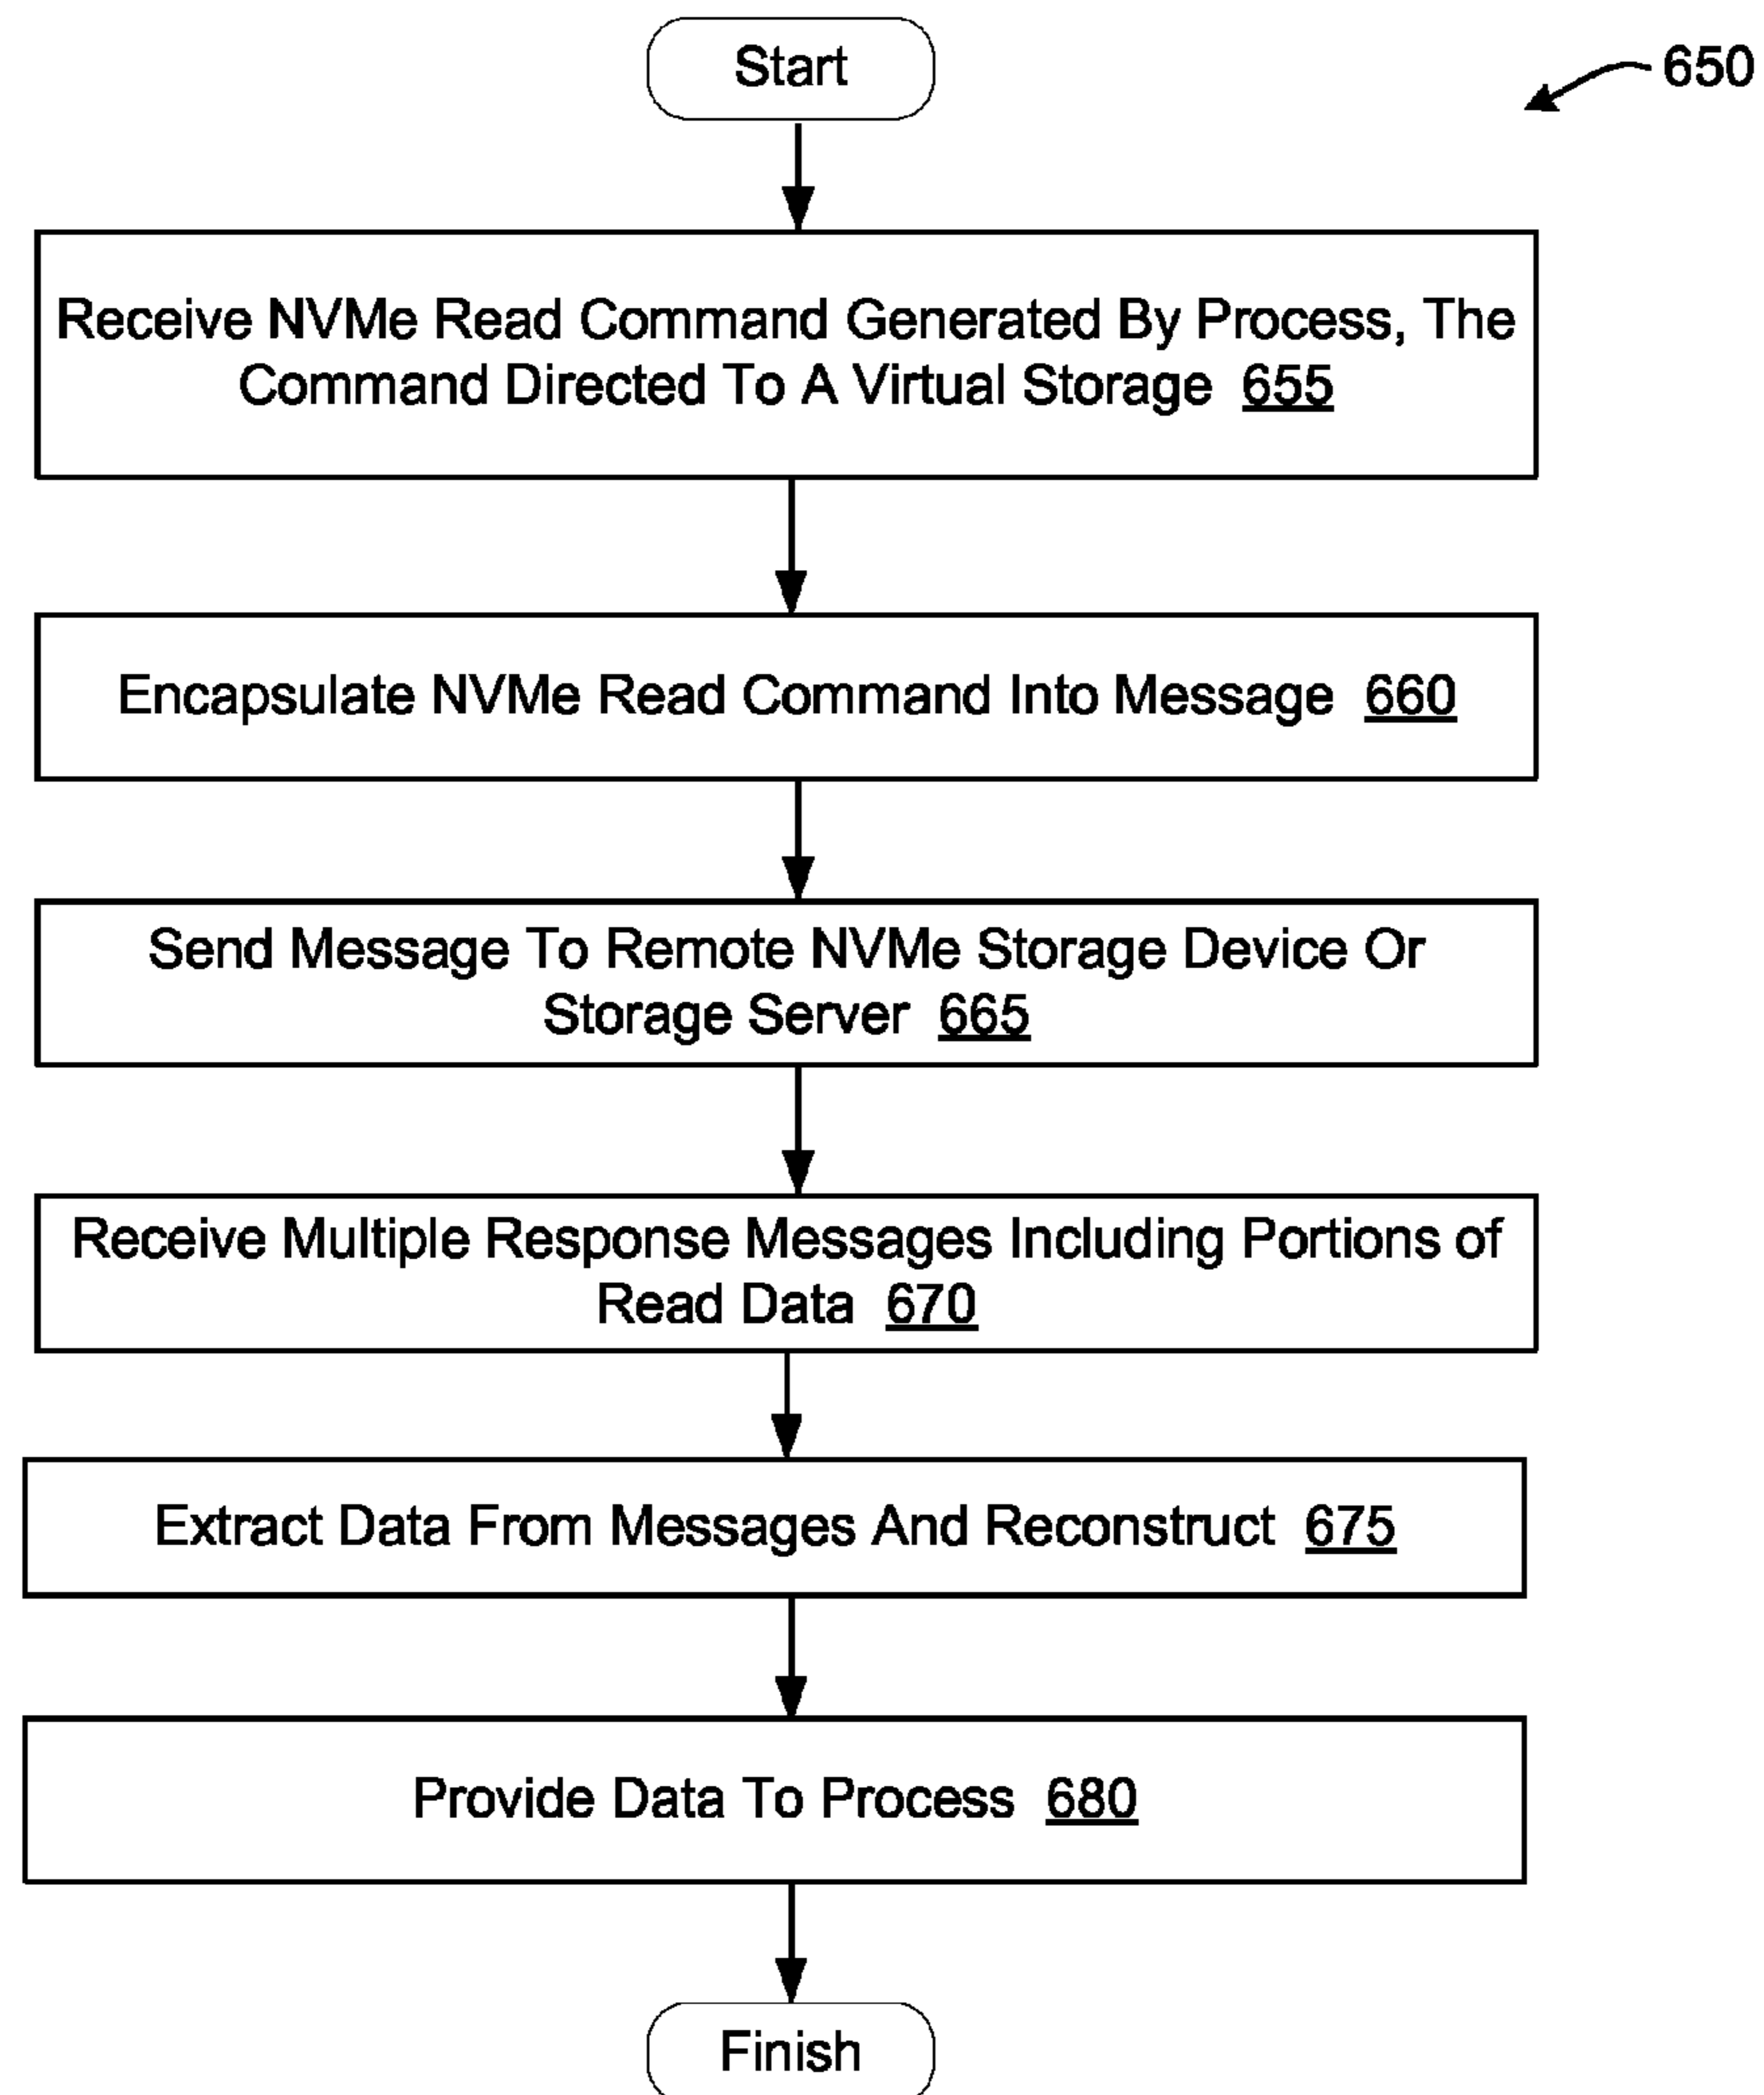 Start
650
Receive NVMe Read Command Generated By Process, The
Command Directed To A Virtual Storage 655
Encapsulate NVMe Read Command Into Message 660
Send Message To Remote NVMe Storage Device Or
Storage Server 665
Receive Multiple Response Messages Including Portions of
Read Data 670
Extract Data From Messages And Reconstruct 675
Provide Data To Process 680
Finish